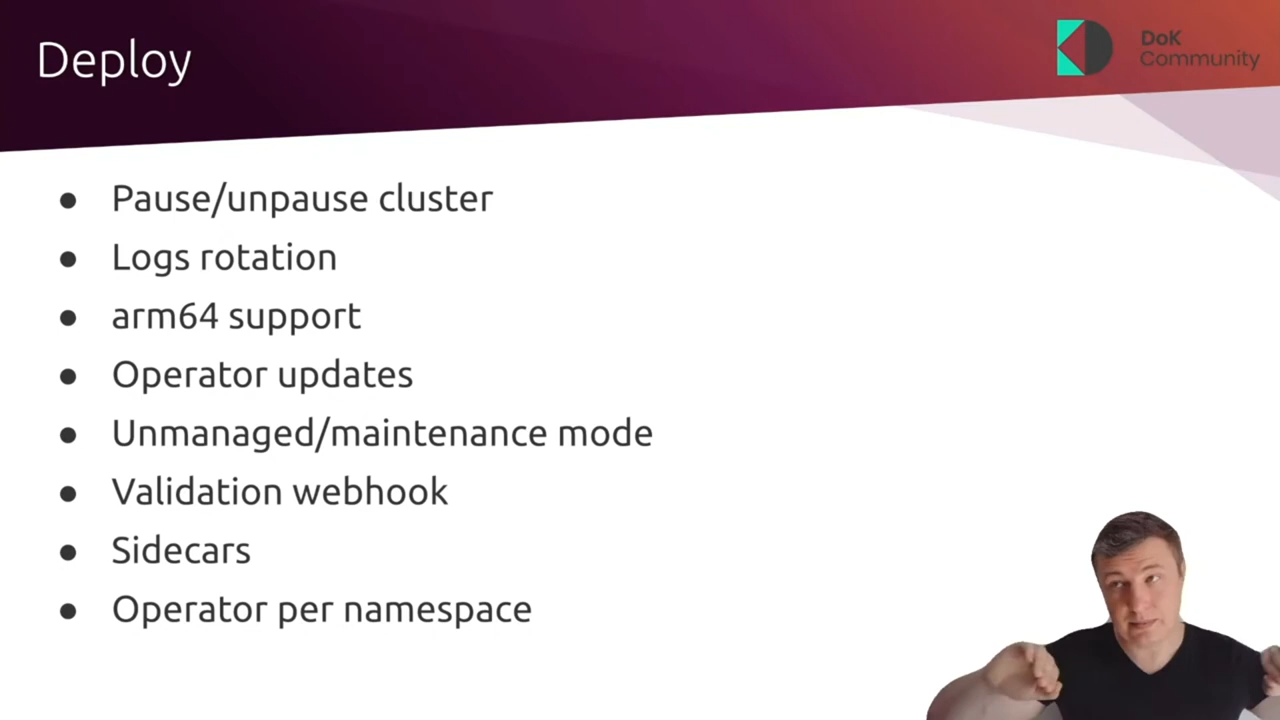 Deploy
DoK
Community
● Pause/unpause cluster
● Logs rotation
● arm64 support
● Operator updates
● Unmanaged/maintenance mode
● Validation webhook
● Sidecars
● Operator per namespace